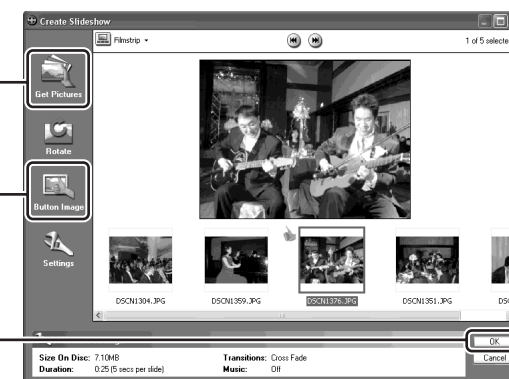 Create Slideshow
Filmstrip
1 of 5 selecte
Get Pictures
Rotate
Button Image
Settings
DSCN1304.JPG
DSCN1359.JPG
DSCN1376.JPG
DSCN1351.JPG
DSC
OK
Cancel
Size On Disc: 7.10MB
Transitions: Cross Fade
Duration: 0:25 (5 secs per slide)
Music: Off